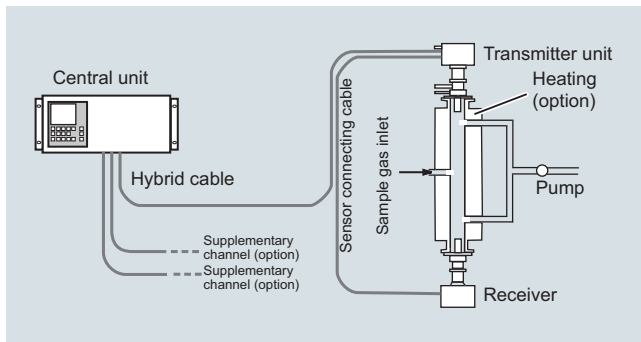 Central unit
Transmitter unit
Heating
(option)
Sensor connecting cable
Sample gas inlet
Pump
Hybrid cable
Supplementary
channel (option)
Supplementary
channel (option)
Receiver